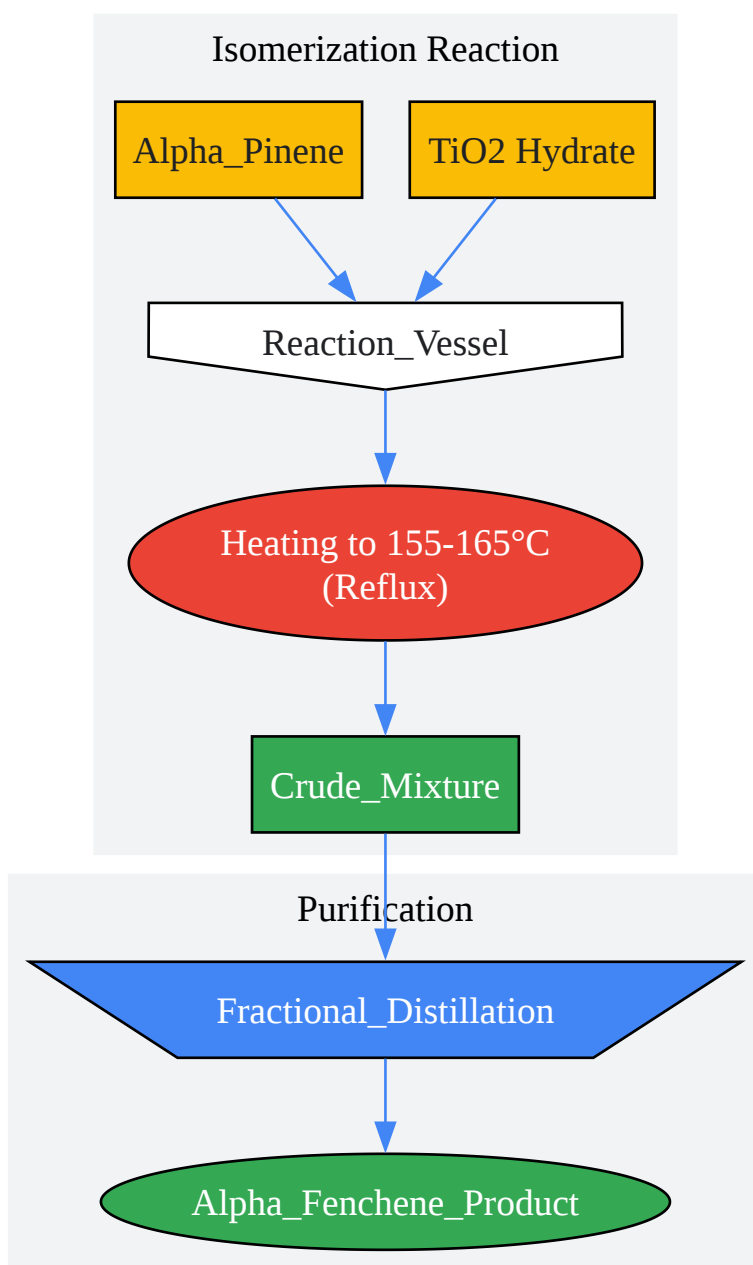 Isomerization Reaction
Alpha_Pinene
TiO2 Hydrate
Reaction_Vessel
Heating to 155-165°C
(Reflux)
Crude_Mixture
Purification
Fractional_Distillation
Alpha_Fenchene_Product